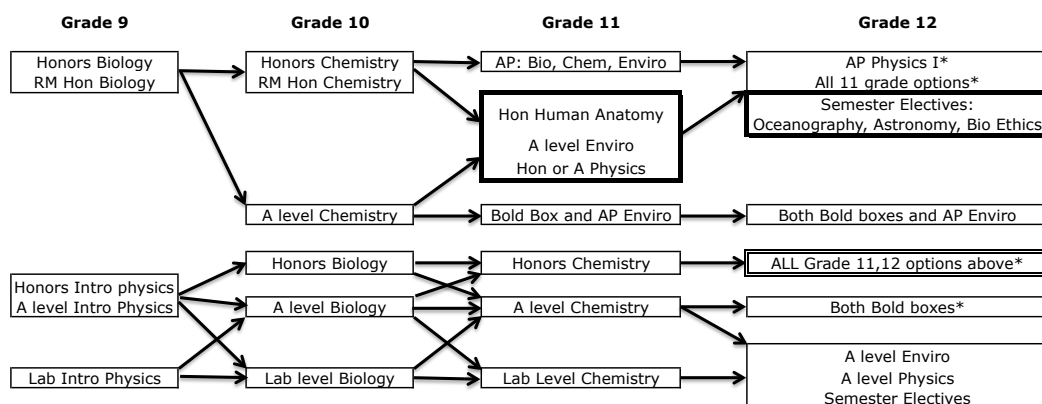 Grade 9
Grade 10
Grade 11
Grade 12
Honors Biology
RM Hon Biology
Honors Chemistry
RM Hon Chemistry
AP: Bio, Chem, Enviro
AP Physics I*
All 11 grade options*
Hon Human Anatomy
A level Enviro
Hon or A Physics
Semester Electives:
Oceanography, Astronomy, Bio Ethics
A level Chemistry
Bold Box and AP Enviro
Both Bold boxes and AP Enviro
Honors Biology
Honors Chemistry
ALL Grade 11,12 options above*
Honors Intro physics
A level Intro Physics
A level Biology
A level Chemistry
Both Bold boxes*
Lab Intro Physics
Lab level Biology
Lab Level Chemistry
A level Enviro
A level Physics
Semester Electives